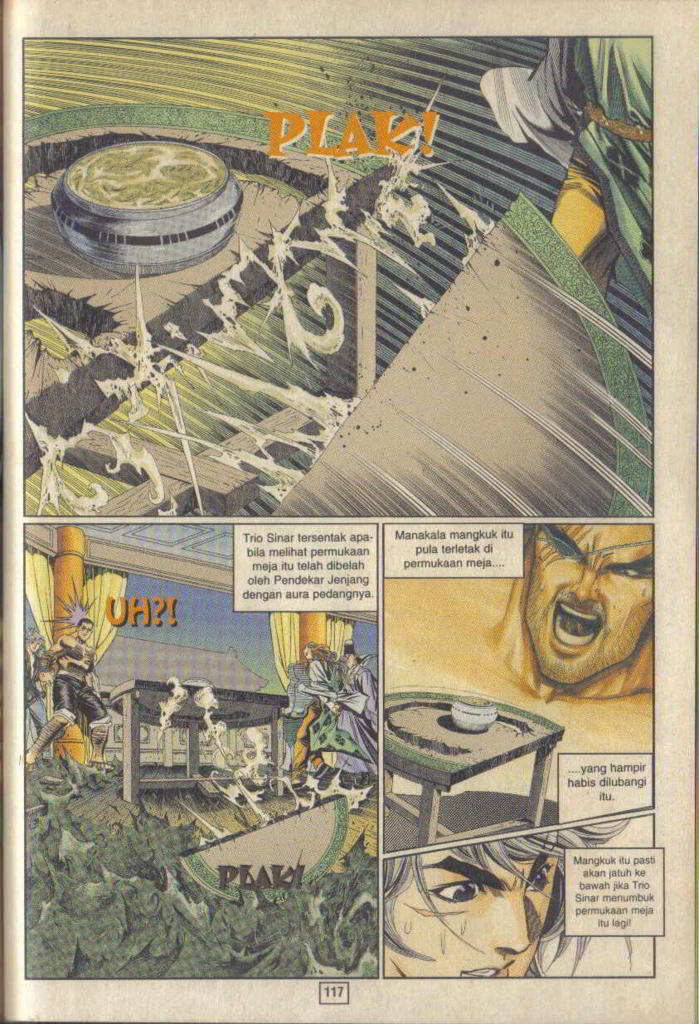 PLAK!
Trio Sinar tersentak apa-
bila melihat permukaan
meja itu telah dibelah
oleh Pendekar Jenjang
dengan aura pedangnya.
UH?!
PLAK!
Manakala mangkuk itu
pula terletak di
permukaan meja....
....yang hampir
habis dilubangi
itu.
Mangkuk itu pasti
akan jatuh ke
bawah jika Trio
Sinar menumbuk
permukaan meja
itu lagi!
117